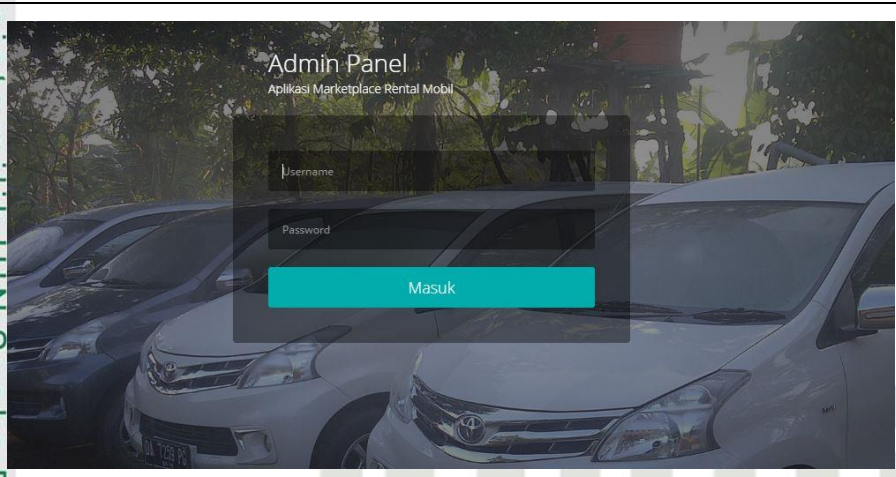 Admin Panel
Aplikasi Marketplace Rental Mobil
Username
Password
Masuk